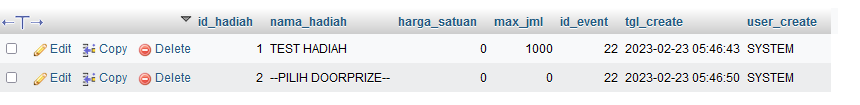 ←T→ id_hadiah nama_hadiah harga_satuan max_jml id_event tgl_create user_create
Edit Copy Delete 1 TEST HADIAH 0 1000 22 2023-02-23 05:46:43 SYSTEM
Edit Copy Delete 2 --PILIH DOORPRIZE-- 0 0 22 2023-02-23 05:46:50 SYSTEM